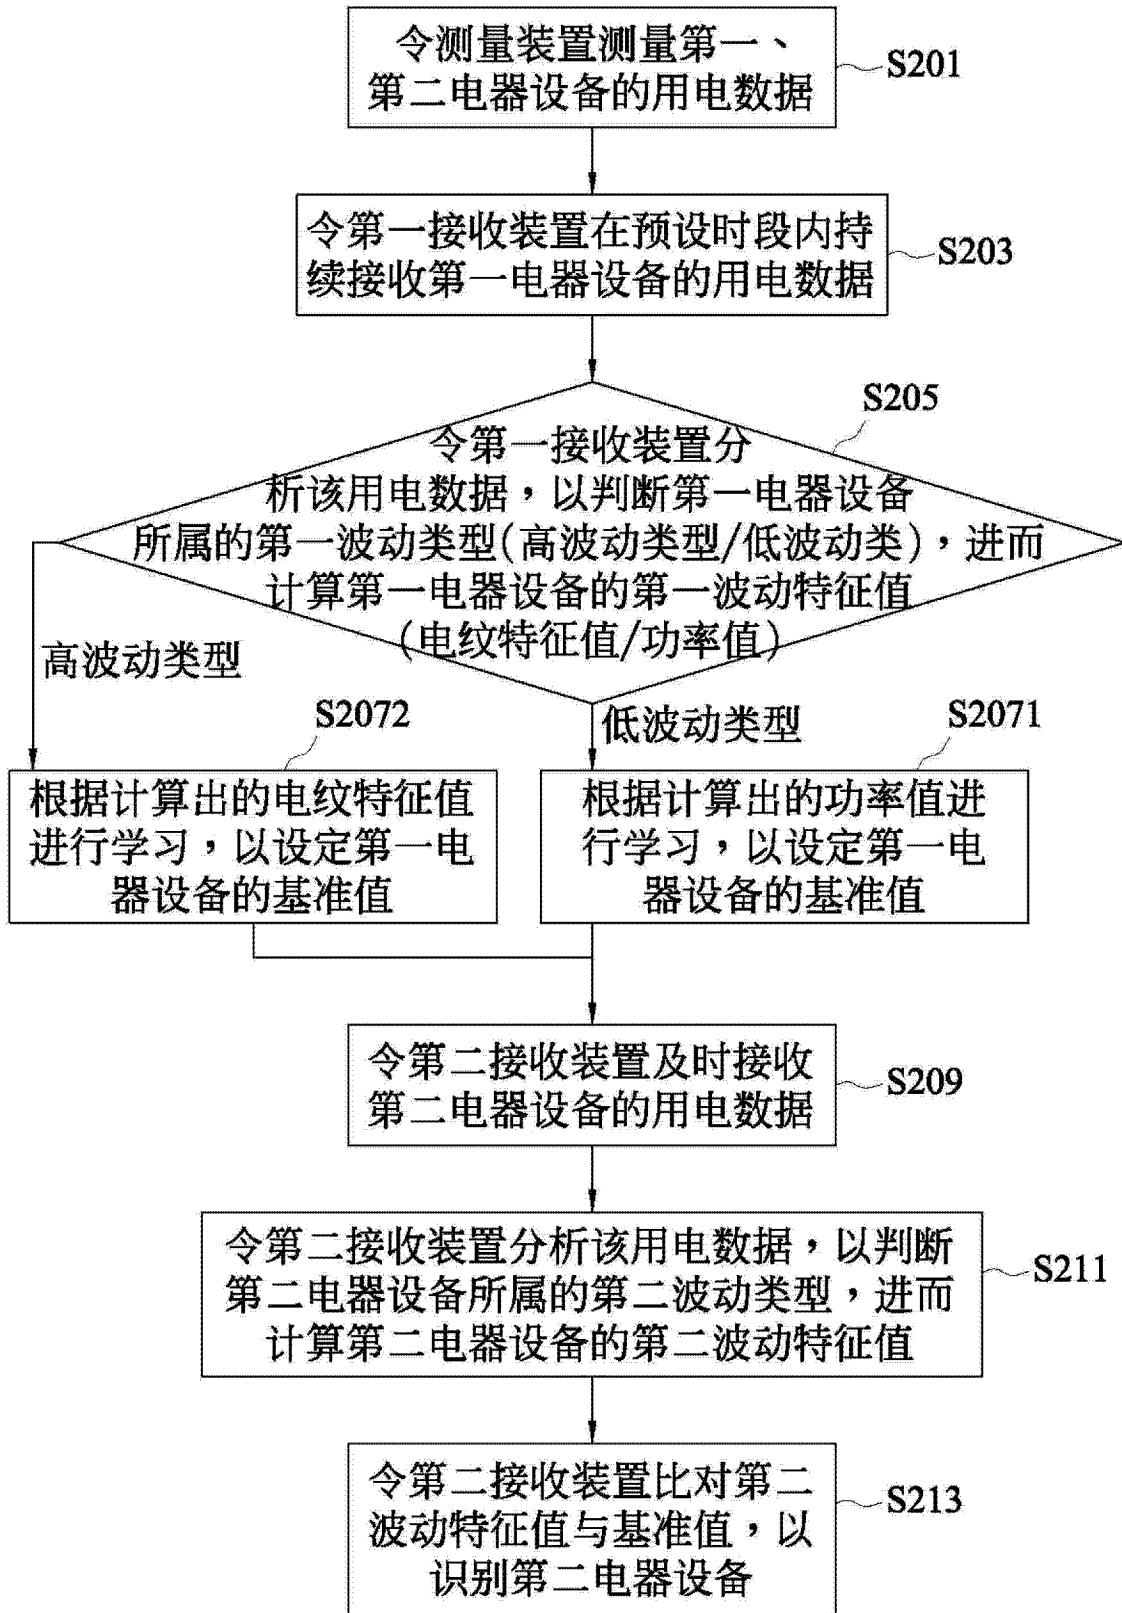 令测量装置测量第一、
第二电器设备的用电数据
S201
令第一接收装置在预设时段内持
续接收第一电器设备的用电数据
S203
S205
令第一接收装置分
析该用电数据，以判断第一电器设备
所属的第一波动类型(高波动类型/低波动类)，进而
计算第一电器设备的第一波动特征值
(电纹特征值/功率值)
高波动类型
低波动类型
S2072
根据计算出的电纹特征值
进行学习，以设定第一电
器设备的基准值
S2071
根据计算出的功率值进
行学习，以设定第一电
器设备的基准值
令第二接收装置及时接收
第二电器设备的用电数据
S209
令第二接收装置分析该用电数据，以判断
第二电器设备所属的第二波动类型，进而
计算第二电器设备的第二波动特征值
S211
令第二接收装置比对第二
波动特征值与基准值，以
识别第二电器设备
S213